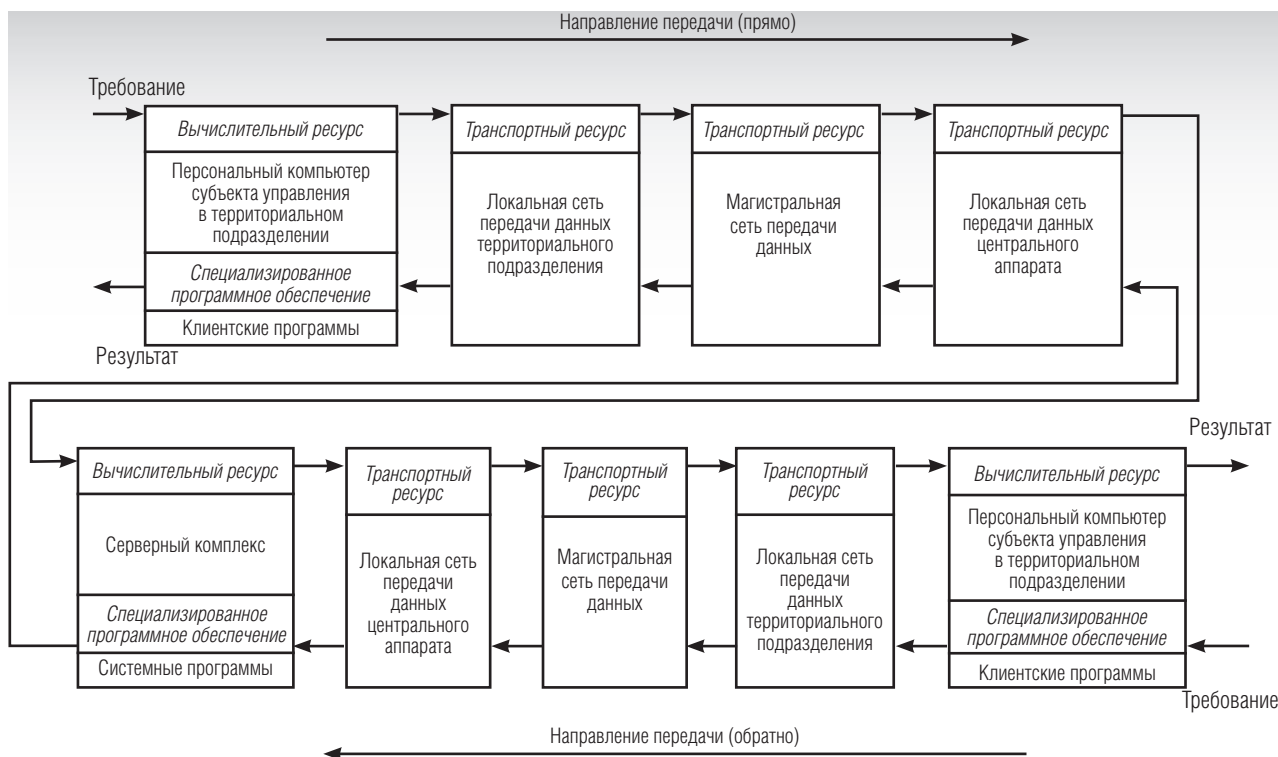 Направление передачи (прямо)
Требование
Вычислительный ресурс
Персональный компьютер
субъекта управления
в территориальном
подразделении
Специализированное
программное обеспечение
Клиентские программы
Результат
Транспортный ресурс
Локальная сеть
передачи данных
территориального
подразделения
Транспортный ресурс
Магистральная
сеть передачи
данных
Транспортный ресурс
Локальная сеть
передачи данных
центрального
аппарата
Вычислительный ресурс
Серверный комплекс
Специализированное
программное обеспечение
Системные программы
Транспортный
ресурс
Локальная сеть
передачи
данных
центрального
аппарата
Транспортный
ресурс
Магистральная
сеть передачи
данных
Транспортный
ресурс
Локальная сеть
передачи
данных
территориального
подразделения
Результат
Вычислительный ресурс
Персональный компьютер
субъекта управления
в территориальном
подразделении
Специализированное
программное обеспечение
Клиентские программы
Требование
Направление передачи (обратно)